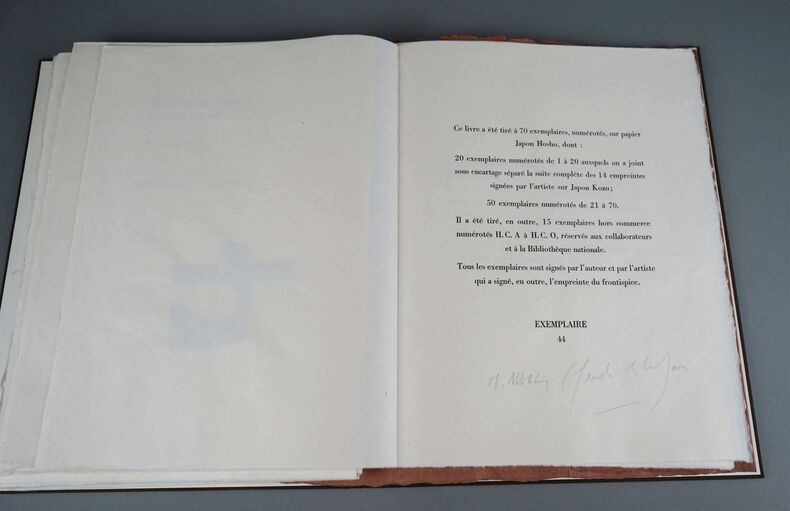 Ce livre a été tiré à 70 exemplaires, numérotés, sur papier
Japon Hosho, dont :
20 exemplaires numérotés de 1 à 20 auxquels on a joint
sous encartage séparé la suite complète des 14 empreintes
signées par l'artiste sur Japon Kozo;
50 exemplaires numérotés de 21 à 70.
Il a été tiré, en outre, 15 exemplaires hors commerce
numérotés H. C. A à H. C. O, réservés aux collaborateurs
et à la Bibliothèque nationale.
Tous les exemplaires sont signés par l'auteur et par l'artiste
qui a signé, en outre, l'empreinte du frontispice.
EXEMPLAIRE
44